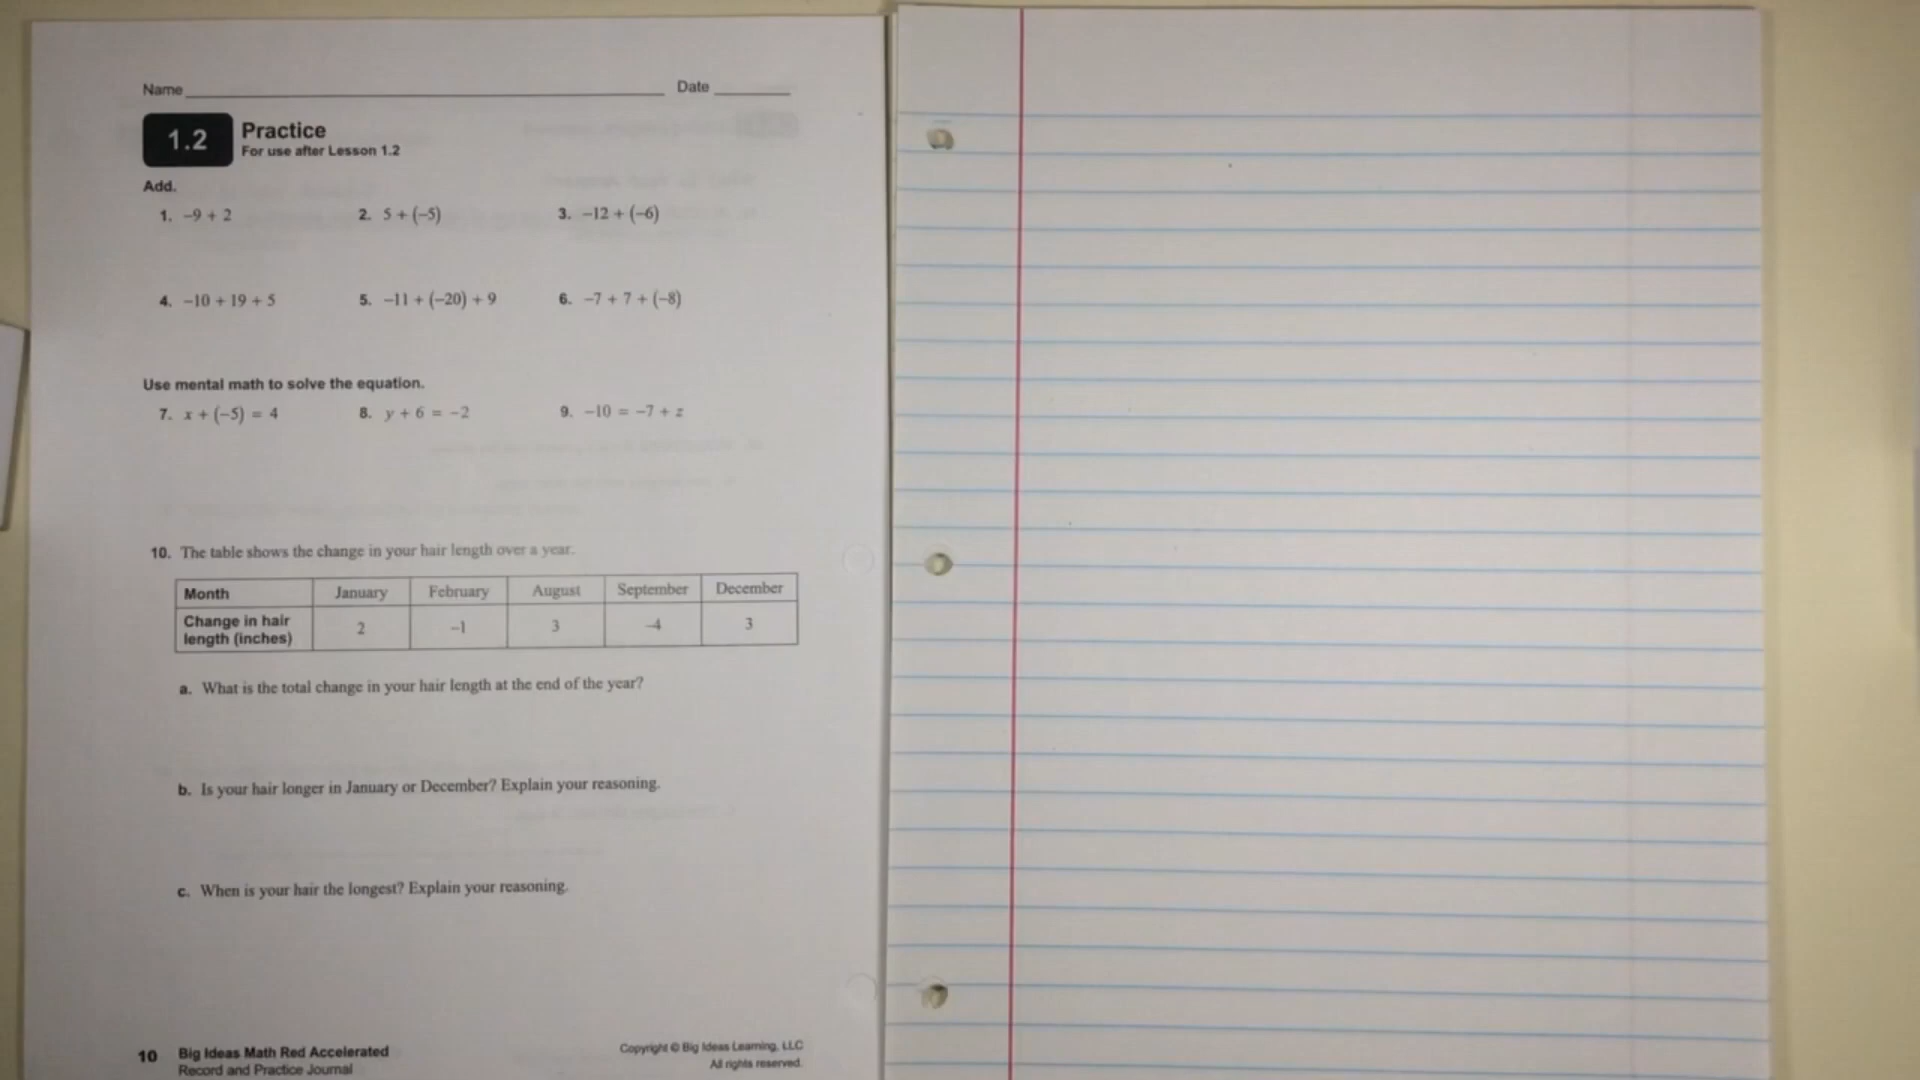 Name Date
1.2 Practice
For use after Lesson 1.2
Add.
1. −9 + 2 2. 5 + (−5) 3. −12 + (−6)
4. −10 + 19 + 5 5. −11 + (−20) + 9 6. −7 + 7 + (−8)
Use mental math to solve the equation.
7. x + (−5) = 4 8. y + 6 = −2 9. −10 = −7 + z
10. The table shows the change in your hair length over a year.
Month January February August September December
Change in hair
length (inches) 2 −1 3 −4 3
a. What is the total change in your hair length at the end of the year?
b. Is your hair longer in January or December? Explain your reasoning.
c. When is your hair the longest? Explain your reasoning.
10 Big Ideas Math Red Accelerated
Record and Practice Journal
Copyright © Big Ideas Learning, LLC
All rights reserved.